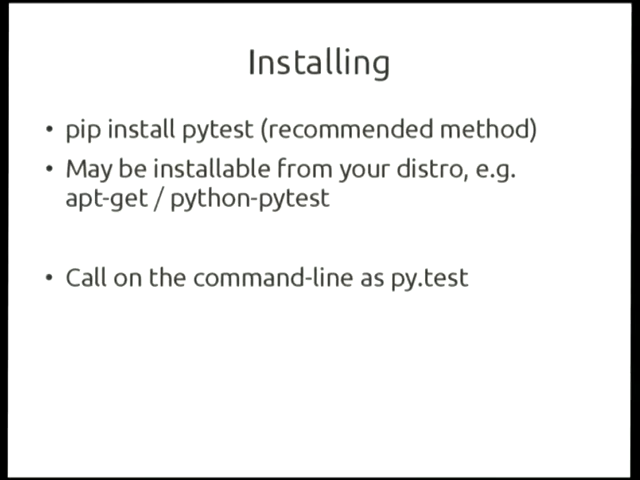 Installing
• pip install pytest (recommended method)
• May be installable from your distro, e.g.
apt-get / python-pytest
• Call on the command-line as py.test